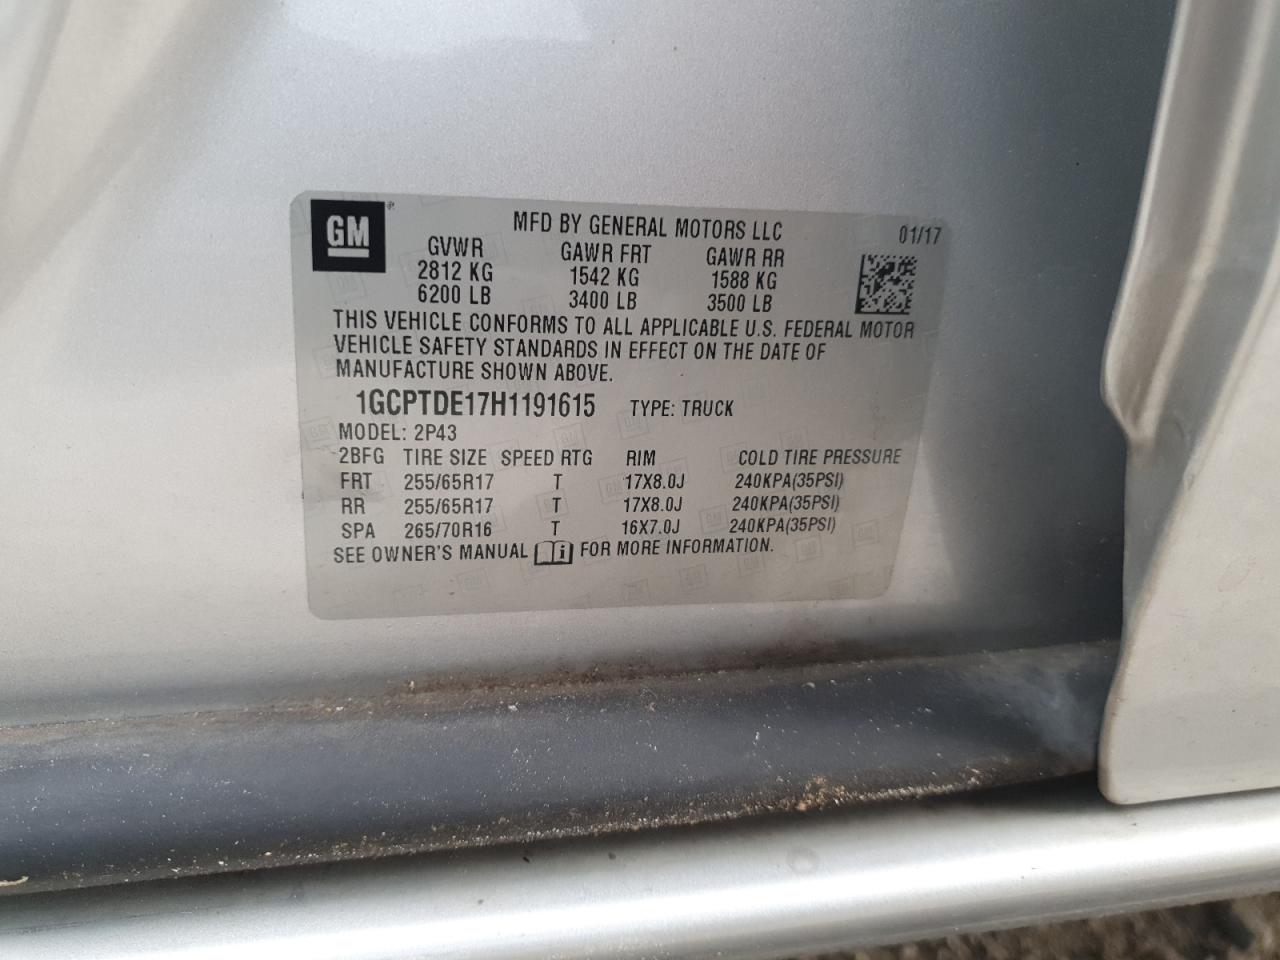 GM® MFD BY GENERAL MOTORS LLC 01/17
GVWR GAWR FRT GAWR RR
2812 KG 1542 KG 1588 KG
6200 LB 3400 LB 3500 LB
THIS VEHICLE CONFORMS TO ALL APPLICABLE U.S. FEDERAL MOTOR
VEHICLE SAFETY STANDARDS IN EFFECT ON THE DATE OF
MANUFACTURE SHOWN ABOVE.
1GCPTDE17H1191615 TYPE: TRUCK
MODEL: 2P43
2BFG TIRE SIZE SPEED RTG RIM COLD TIRE PRESSURE
FRT 255/65R17 T 17X8.0J 240KPA(35PSI)
RR 255/65R17 T 17X8.0J 240KPA(35PSI)
SPA 265/70R16 T 16X7.0J 240KPA(35PSI)
SEE OWNER'S MANUAL i FOR MORE INFORMATION.